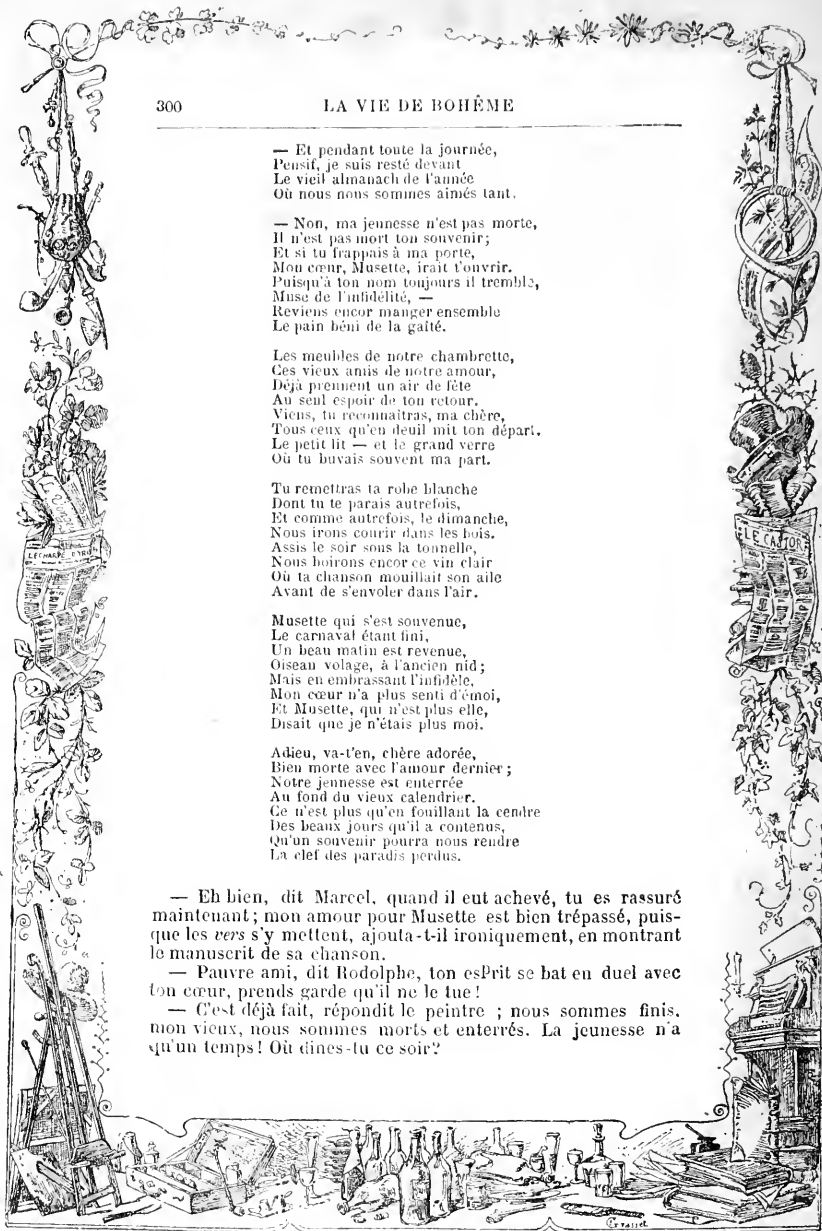 300 LA VIE DE BOHÊME
— Et pendant toute la journée,
Pensif, je suis resté devant
Le vieil almanach de l'année
Où nous nous sommes aimés tant.
— Non, ma jeunesse n'est pas morte,
Il n'est pas mort ton souvenir;
Et si tu frappais à ma porte,
Mon cœur, Musette, irait t'ouvrir.
Puisqu'à ton nom toujours il tremble,
Muse de l'infidélité, —
Reviens encor manger ensemble
Le pain béni de la gaîté.
Les meubles de notre chambrette,
Ces vieux amis de notre amour,
Déjà prennent un air de fête
Au seul espoir de ton retour.
Viens, tu reconnaîtras, ma chère,
Tous ceux qu'en deuil mit ton départ.
Le petit lit — et le grand verre
Où tu buvais souvent ma part.
Tu remettras ta robe blanche
Dont tu te parais autrefois,
Et comme autrefois, le dimanche,
Nous irons courir dans les bois.
Assis le soir sous la tonnelle,
Nous boirons encor ce vin clair
Où ta chanson mouillait son aile
Avant de s'envoler dans l'air.
Musette qui s'est souvenue,
Le carnaval étant fini,
Un beau matin est revenue,
Oiseau volage, à l'ancien nid;
Mais en embrassant l'infidèle,
Mon cœur n'a plus senti d'émoi,
Et Musette, qui n'est plus elle,
Disait que je n'étais plus moi.
Adieu, va-t'en, chère adorée,
Bien morte avec l'amour dernier;
Notre jeunesse est enterrée
Au fond du vieux calendrier.
Ce n'est plus qu'en fouillant la cendre
Des beaux jours qu'il a contenus,
Qu'un souvenir pourra nous rendre
La clef des paradis perdus.
— Eh bien, dit Marcel, quand il eut achevé, tu es rassuré
maintenant; mon amour pour Musette est bien trépassé, puis-
que les vers s'y mettent, ajouta-t-il ironiquement, en montrant
le manuscrit de sa chanson.
— Pauvre ami, dit Rodolphe, ton esPrit se bat en duel avec
ton cœur, prends garde qu'il ne le tue!
— C'est déjà fait, répondit le peintre ; nous sommes finis,
mon vieux, nous sommes morts et enterrés. La jeunesse n'a
qu'un temps! Où dines-tu ce soir?
L'ECHARPE D'IRIS
LE CASTOR